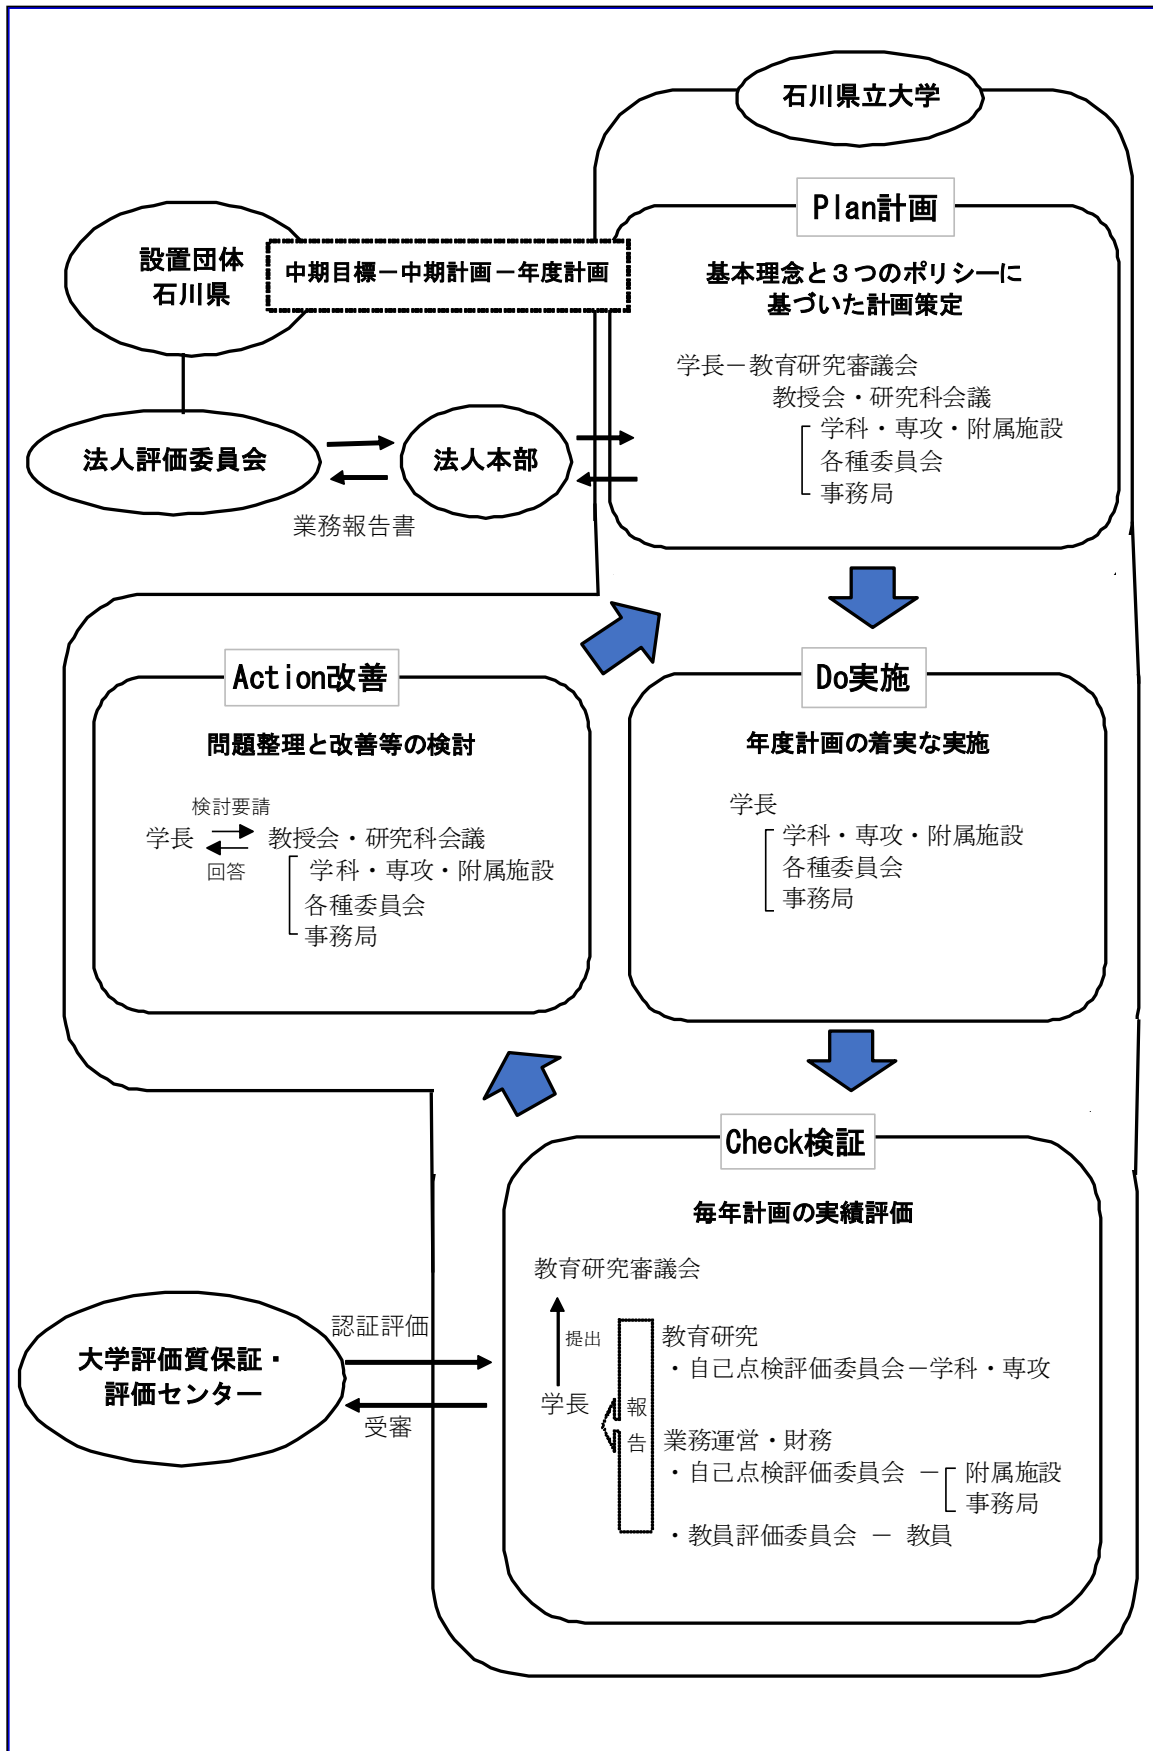 石川県立大学
Plan計画
設置団体
石川県
中期目標－中期計画－年度計画
基本理念と３つのポリシーに
基づいた計画策定
学長－教育研究審議会
教授会・研究科会議
学科・専攻・附属施設
各種委員会
事務局
法人評価委員会
法人本部
業務報告書
Action改善
問題整理と改善等の検討
検討要請
学長
教授会・研究科会議
回答
学科・専攻・附属施設
各種委員会
事務局
Do実施
年度計画の着実な実施
学長
学科・専攻・附属施設
各種委員会
事務局
Check検証
毎年計画の実績評価
教育研究審議会
提出
学長
報
告
教育研究
・自己点検評価委員会－学科・専攻
業務運営・財務
・自己点検評価委員会 － 附属施設
事務局
・教員評価委員会 － 教員
認証評価
大学評価質保証・
評価センター
受審